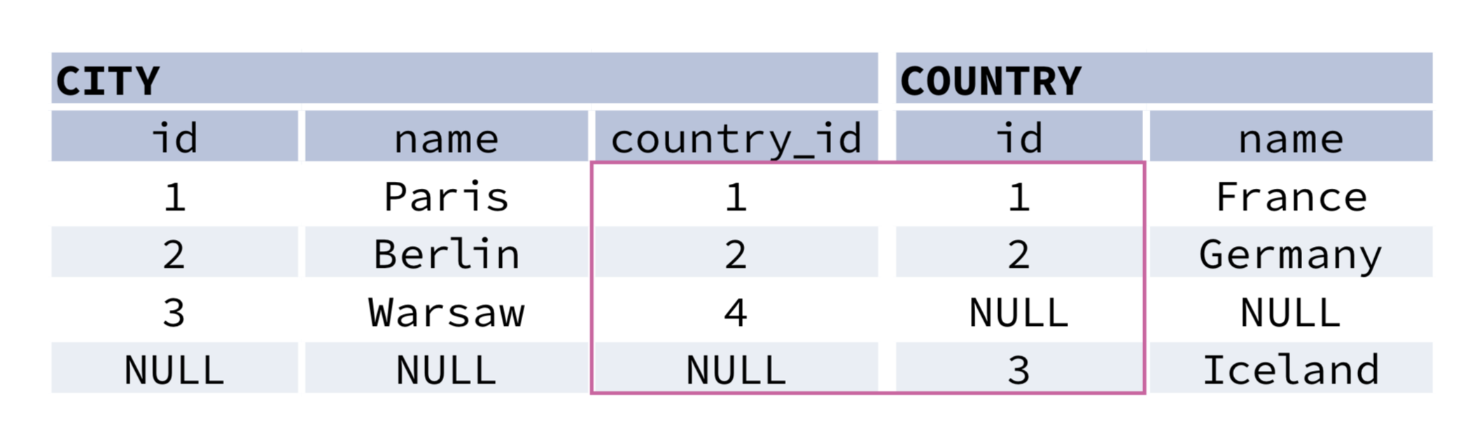 CITY COUNTRY
id name country_id id name
1 Paris 1 1 France
2 Berlin 2 2 Germany
3 Warsaw 4 NULL NULL
NULL NULL NULL 3 Iceland